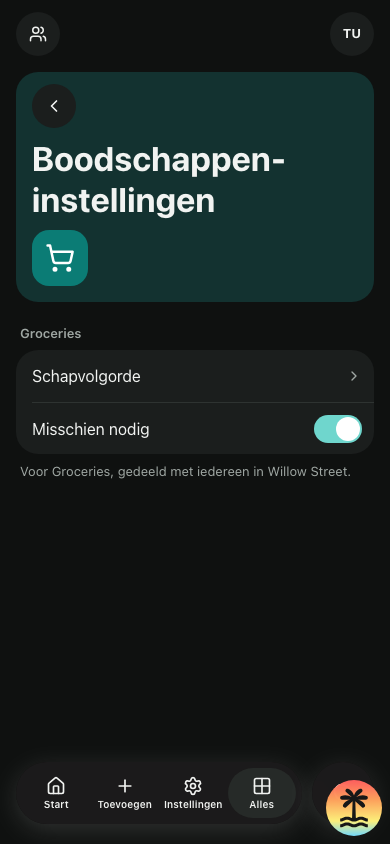 TU
Boodschappen-
instellingen
Groceries
Schapvolgorde
Misschien nodig
Voor Groceries, gedeeld met iedereen in Willow Street.
Start
Toevoegen
Instellingen
Alles